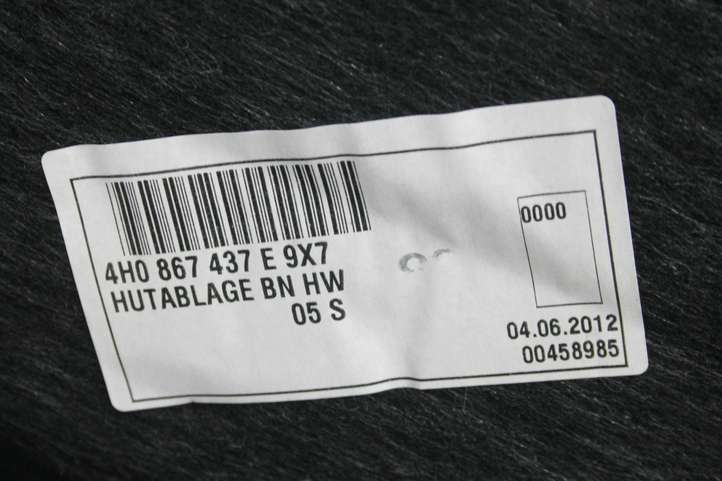 4H0 867 437 E 9X7
HUTABLAGE BN HW
05 S
0000
04.06.2012
00458985